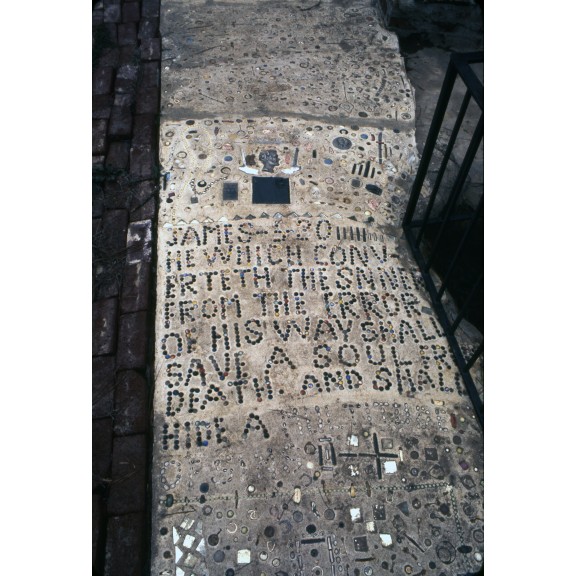 JAMES-5:20
HE WHICH CONV
ERTETH THE SINNER
FROM THE ERROR
OF HIS WAY SHALL
SAVE A SOUL
DEATH AND SHALL
HIDE A